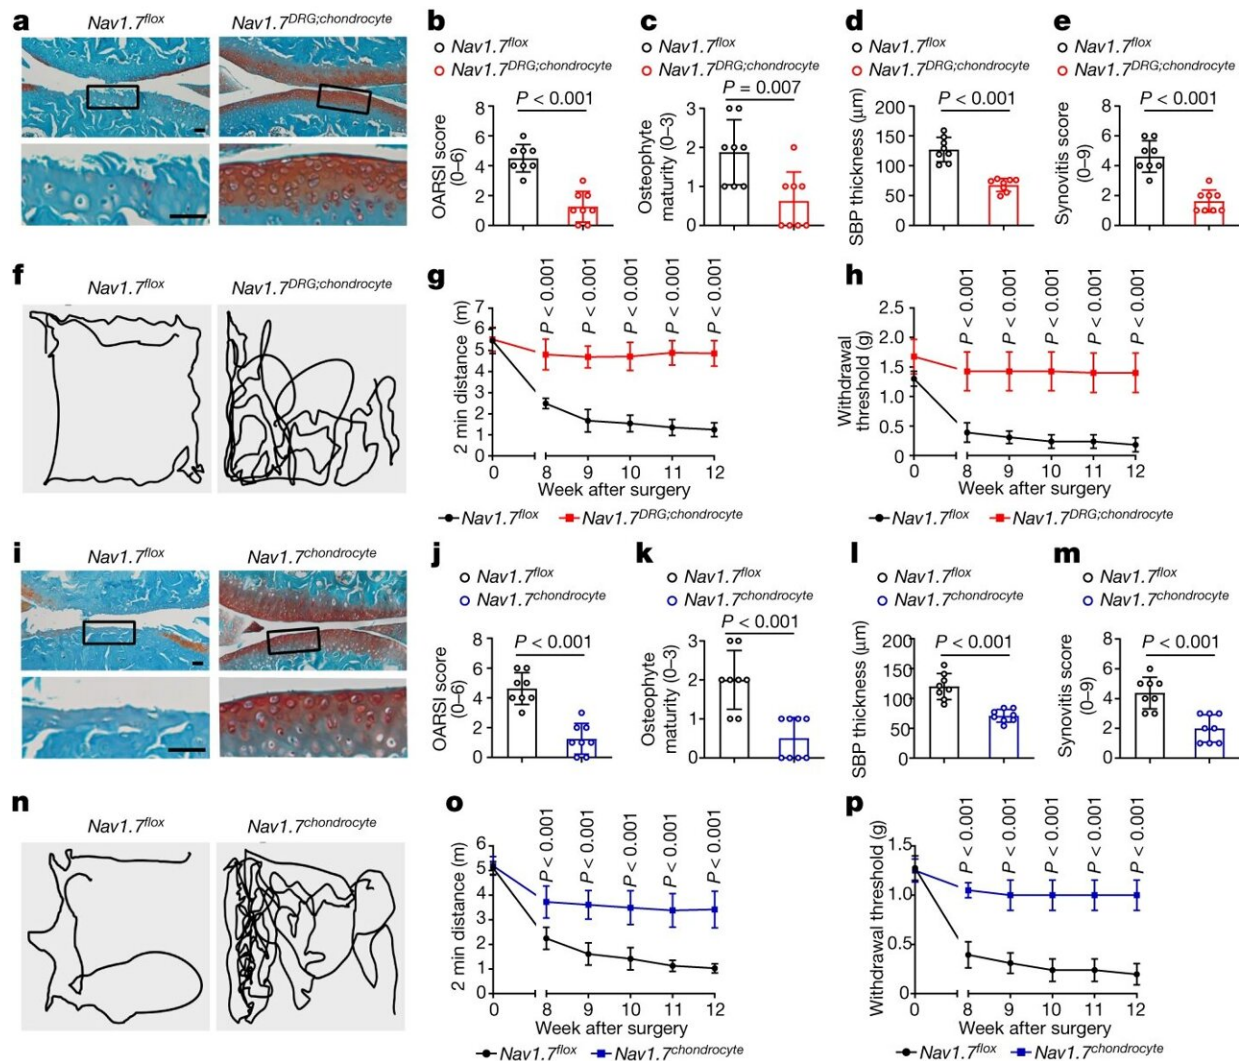 a
Nav1.7flox
Nav1.7DRG;chondrocyte
b
Nav1.7flox
Nav1.7DRG;chondrocyte
P < 0.001
OARSI score
(0–6)
8
6
4
2
0
c
Nav1.7flox
Nav1.7DRG;chondrocyte
P = 0.007
Osteophyte
maturity (0–3)
3
2
1
0
d
Nav1.7flox
Nav1.7DRG;chondrocyte
P < 0.001
SBP thickness (µm)
200
150
100
50
0
e
Nav1.7flox
Nav1.7DRG;chondrocyte
P < 0.001
Synovitis score
(0–9)
8
6
4
2
0
f
Nav1.7flox
Nav1.7DRG;chondrocyte
g
P < 0.001
P < 0.001
P < 0.001
P < 0.001
P < 0.001
2 min distance (m)
7
6
5
4
3
2
1
0
0 8 9 10 11 12
Week after surgery
Nav1.7flox
Nav1.7DRG;chondrocyte
h
P < 0.001
P < 0.001
P < 0.001
P < 0.001
P < 0.001
Withdrawal
threshold (g)
2.5
2.0
1.5
1.0
0.5
0
0 8 9 10 11 12
Week after surgery
Nav1.7flox
Nav1.7DRG;chondrocyte
i
Nav1.7flox
Nav1.7chondrocyte
j
Nav1.7flox
Nav1.7chondrocyte
P < 0.001
OARSI score
(0–6)
8
6
4
2
0
k
Nav1.7flox
Nav1.7chondrocyte
P < 0.001
Osteophyte
maturity (0–3)
3
2
1
0
l
Nav1.7flox
Nav1.7chondrocyte
P < 0.001
SBP thickness (µm)
200
150
100
50
0
m
Nav1.7flox
Nav1.7chondrocyte
P < 0.001
Synovitis score
(0–9)
8
6
4
2
0
n
Nav1.7flox
Nav1.7chondrocyte
o
P < 0.001
P < 0.001
P < 0.001
P < 0.001
P < 0.001
2 min distance (m)
6
5
4
3
2
1
0
0 8 9 10 11 12
Week after surgery
Nav1.7flox
Nav1.7chondrocyte
p
P < 0.001
P < 0.001
P < 0.001
P < 0.001
P < 0.001
Withdrawal threshold (g)
1.5
1.0
0.5
0
0 8 9 10 11 12
Week after surgery
Nav1.7flox
Nav1.7chondrocyte